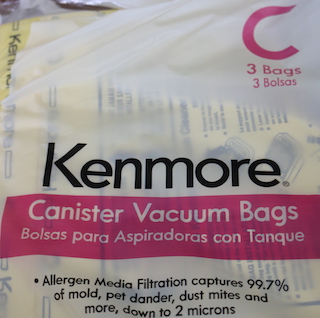 C
3 Bags
3 Bolsas
Kenmore®
Canister Vacuum Bags
Bolsas para Aspiradoras con Tanque
• Allergen Media Filtration captures 99.7%
of mold, pet dander, dust mites and
more, down to 2 microns